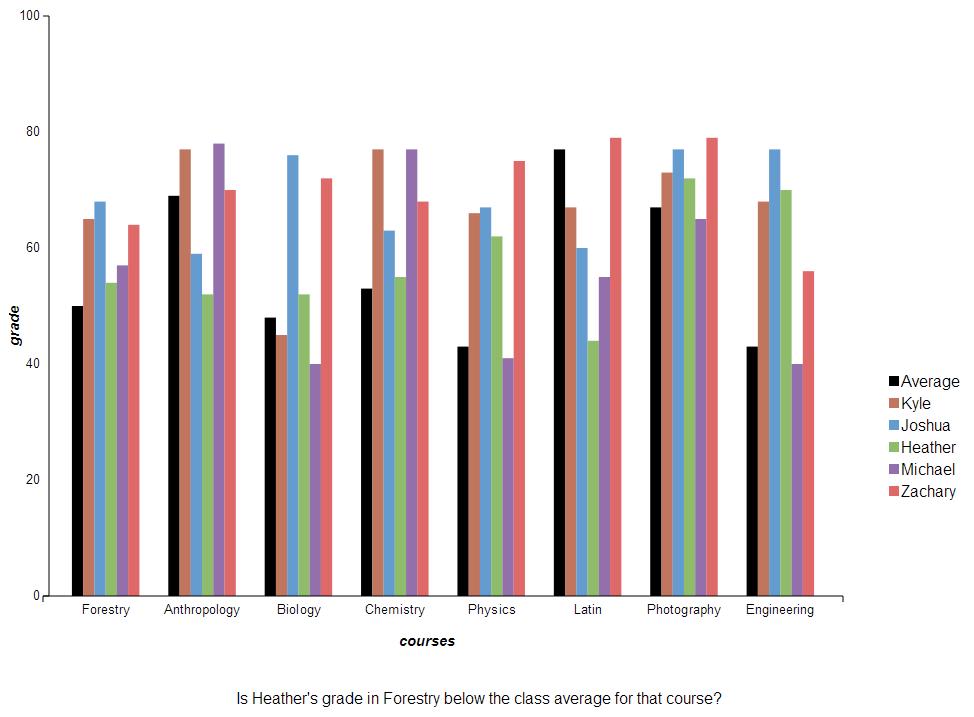 100
80
60
40
20
0
grade
Forestry Anthropology Biology Chemistry Physics Latin Photography Engineering
courses
Average
Kyle
Joshua
Heather
Michael
Zachary
Is Heather's grade in Forestry below the class average for that course?